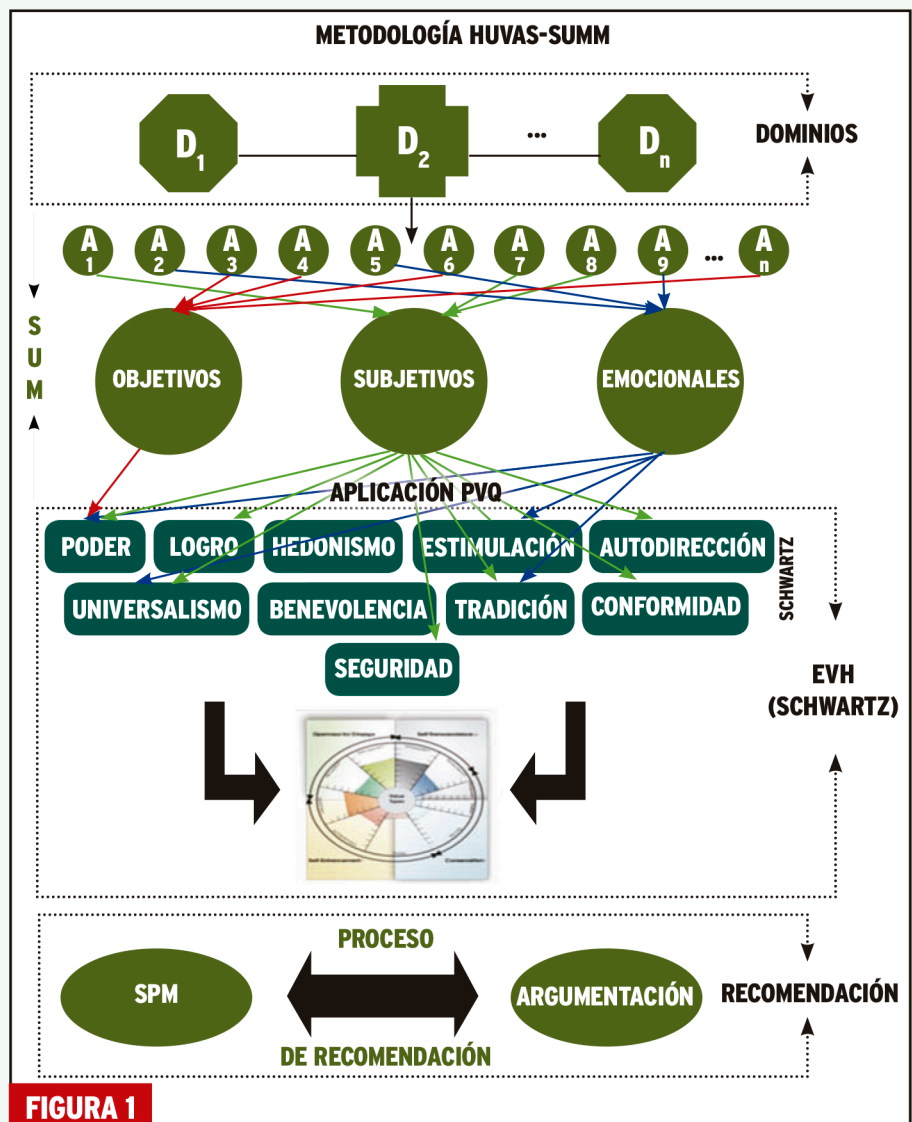 METODOLOGÍA HUVAS-SUMM
D1
D2
...
Dn
DOMINIOS
A1
A2
A3
A4
A5
A6
A7
A8
A9
...
An
SUM
OBJETIVOS
SUBJETIVOS
EMOCIONALES
APLICACIÓN PVQ
PODER
LOGRO
HEDONISMO
ESTIMULACIÓN
AUTODIRECCIÓN
SCHWARTZ
UNIVERSALISMO
BENEVOLENCIA
TRADICIÓN
CONFORMIDAD
SEGURIDAD
EVH
(SCHWARTZ)
PROCESO
SPM
ARGUMENTACIÓN
RECOMENDACIÓN
DE RECOMENDACIÓN
FIGURA 1